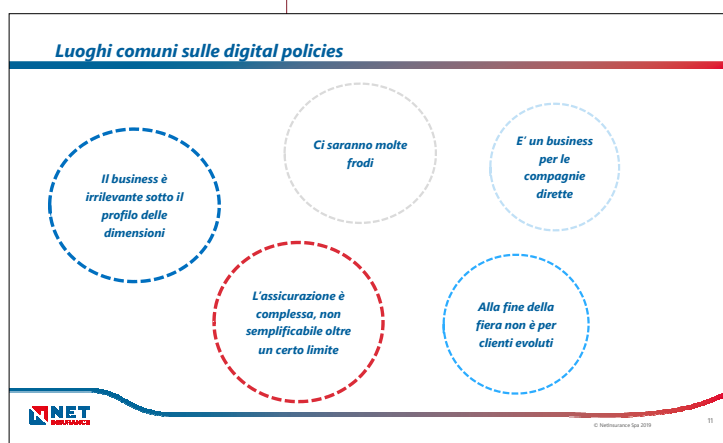 Luoghi comuni sulle digital policies
Il business è
irrilevante sotto il
profilo delle
dimensioni
Ci saranno molte
frodi
E' un business
per le
compagnie
dirette
L'assicurazione è
complessa, non
semplificabile oltre
un certo limite
Alla fine della
fiera non è per
clienti evoluti
NET
INSURANCE
© NetInsurance Spa 2019
11